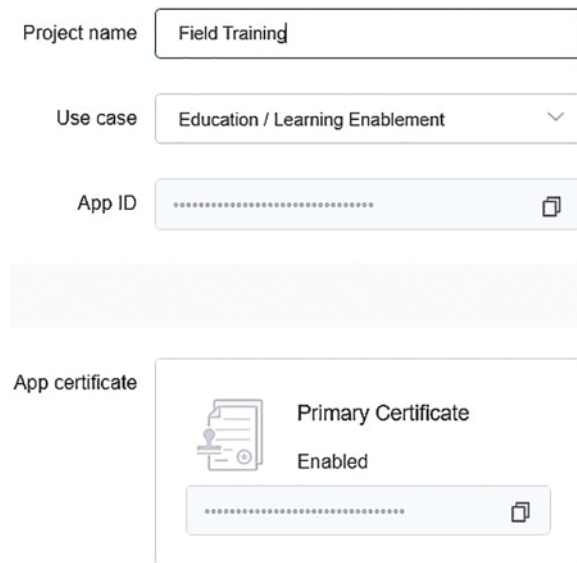 Project name
Field Training
Use case
Education / Learning Enablement
App ID
••••••••••••••••••••••••••••••••
App certificate
Primary Certificate
Enabled
••••••••••••••••••••••••••••••••